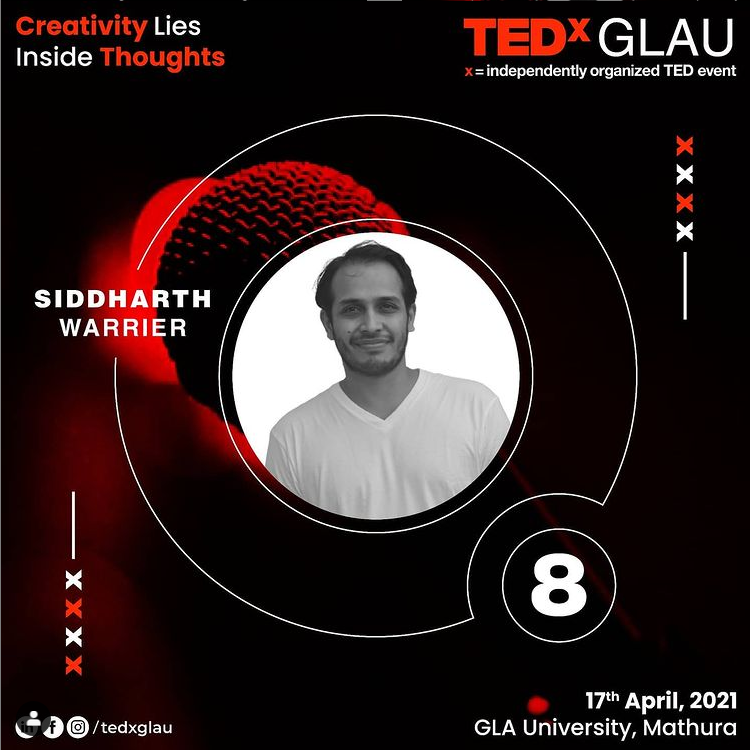 Creativity Lies
Inside Thoughts
TEDx GLAU
x = independently organized TED event
x
x
x
x
SIDDHARTH
WARRIER
x
x
x
x
8
17th April, 2021
GLA University, Mathura
/tedxglau